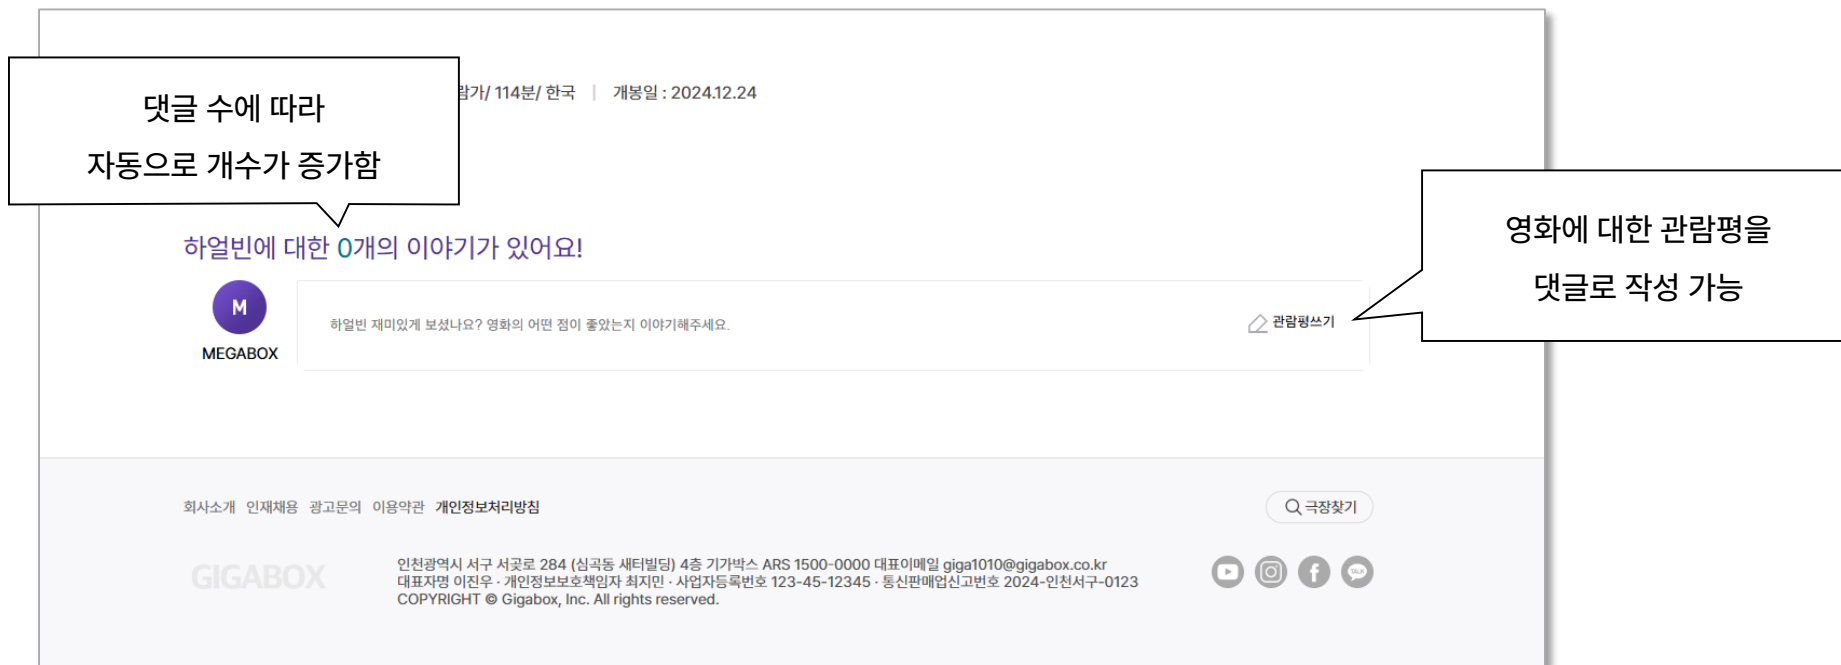 댓글 수에 따라
자동으로 개수가 증가함
람가/ 114분/ 한국 | 개봉일 : 2024.12.24
영화에 대한 관람평을
댓글로 작성 가능
하얼빈에 대한 0개의 이야기가 있어요!
M
MEGABOX
하얼빈 재미있게 보셨나요? 영화의 어떤 점이 좋았는지 이야기해주세요.
관람평쓰기
회사소개 인재채용 광고문의 이용약관 개인정보처리방침
극장찾기
GIGABOX
인천광역시 서구 서곳로 284 (심곡동 새터빌딩) 4층 기가박스 ARS 1500-0000 대표이메일 giga1010@gigabox.co.kr
대표자명 이진우 · 개인정보보호책임자 최지민 · 사업자등록번호 123-45-12345 · 통신판매업신고번호 2024-인천서구-0123
COPYRIGHT © Gigabox, Inc. All rights reserved.
TALK